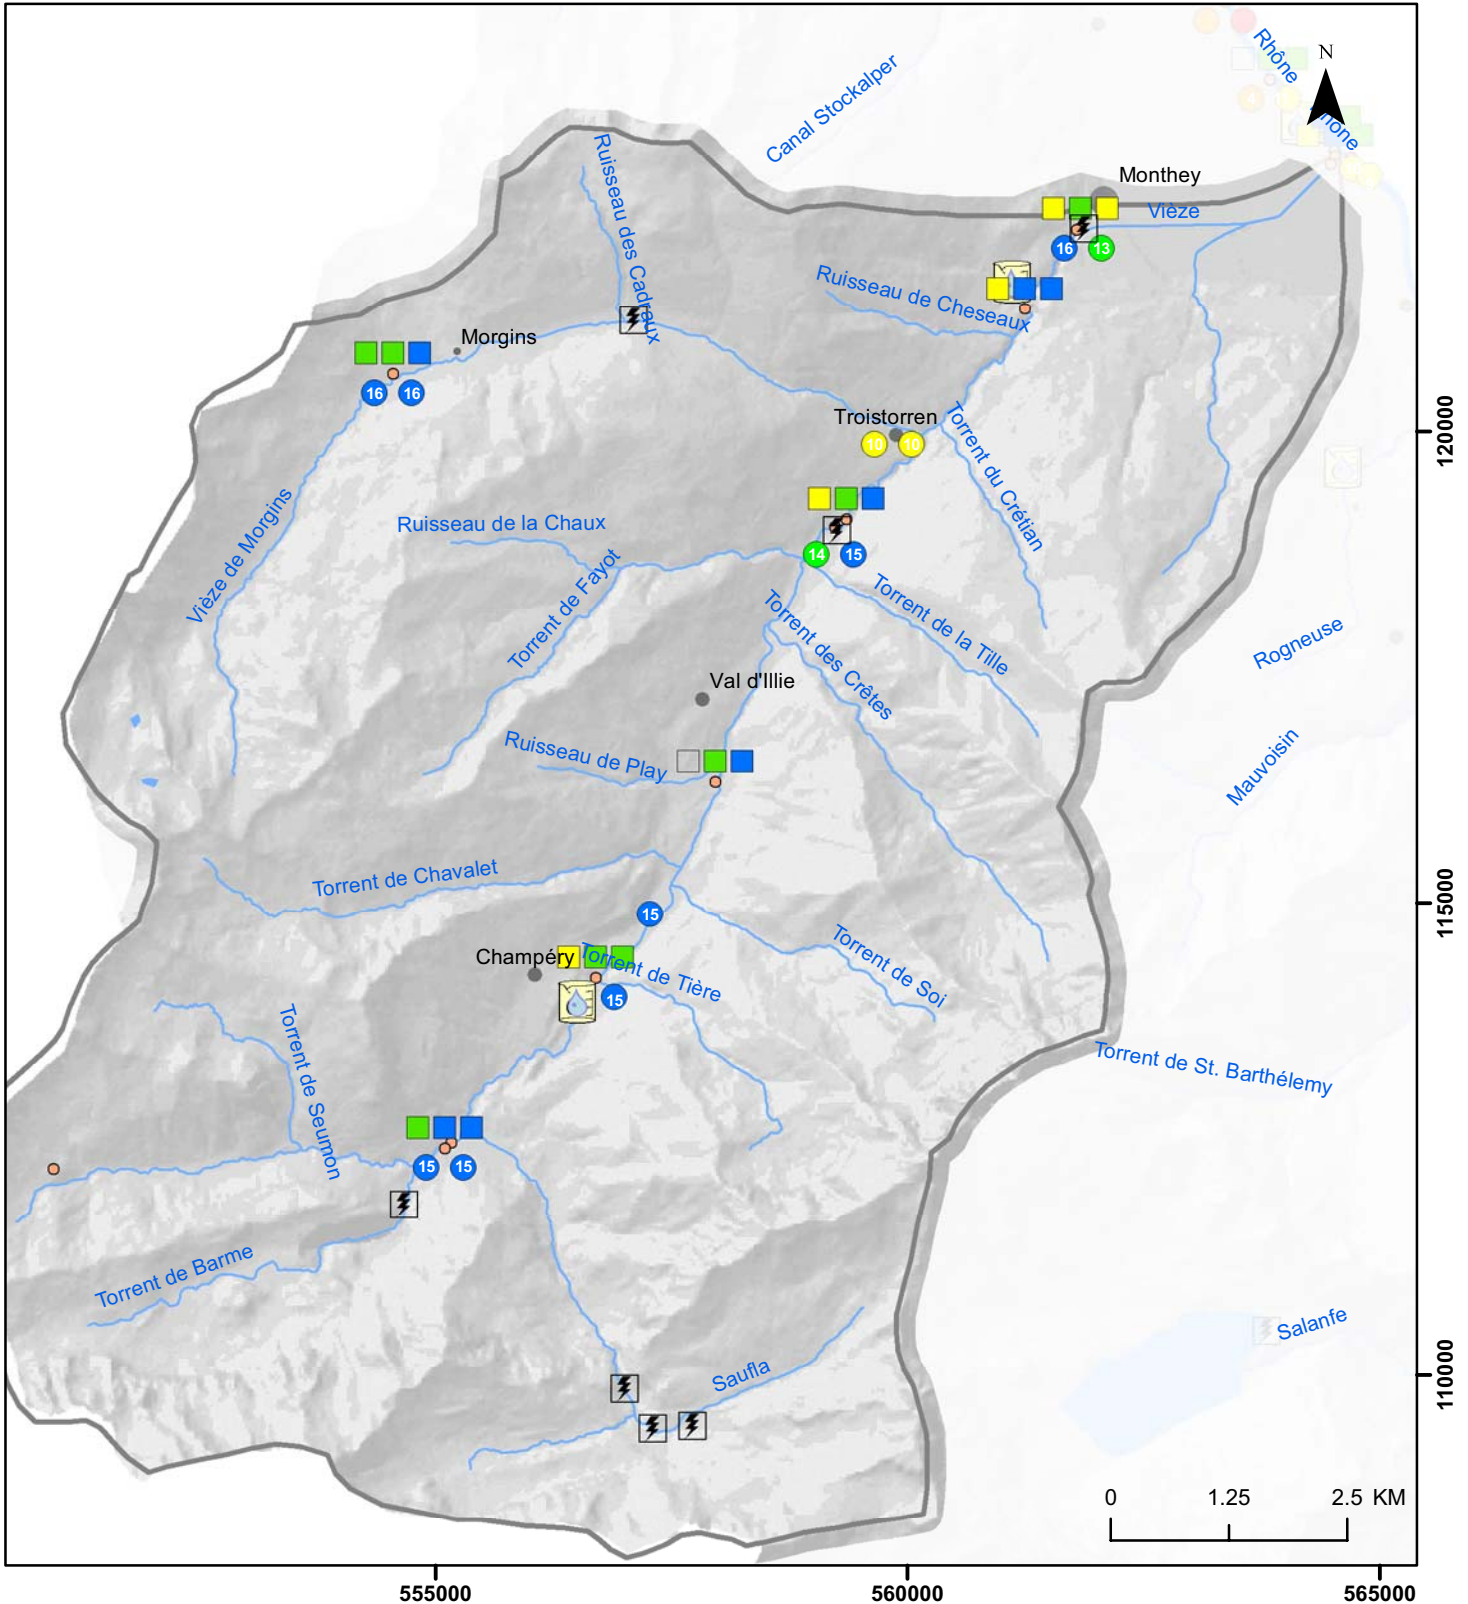 Rhône
N
Canal Stockalper
Ruisseau des Cadraux
Monthey
Vièze
16
13
Ruisseau de Cheseaux
Morgins
16
16
Troistorren
10
10
120000
Torrent du Crétian
Vièze de Morgins
Ruisseau de la Chaux
Torrent de Fayot
14
15
Torrent de la Tille
Torrent des Crêtes
Rogneuse
Val d'Illie
Ruisseau de Play
Mauvoisin
Torrent de Chavalet
15
115000
Champéry
Torrent de Tière
Torrent de Soi
15
Torrent de Seumon
Torrent de St. Barthélemy
15
15
Torrent de Barme
Salanfe
Saufla
110000
0
1.25
2.5 KM
555000
560000
565000